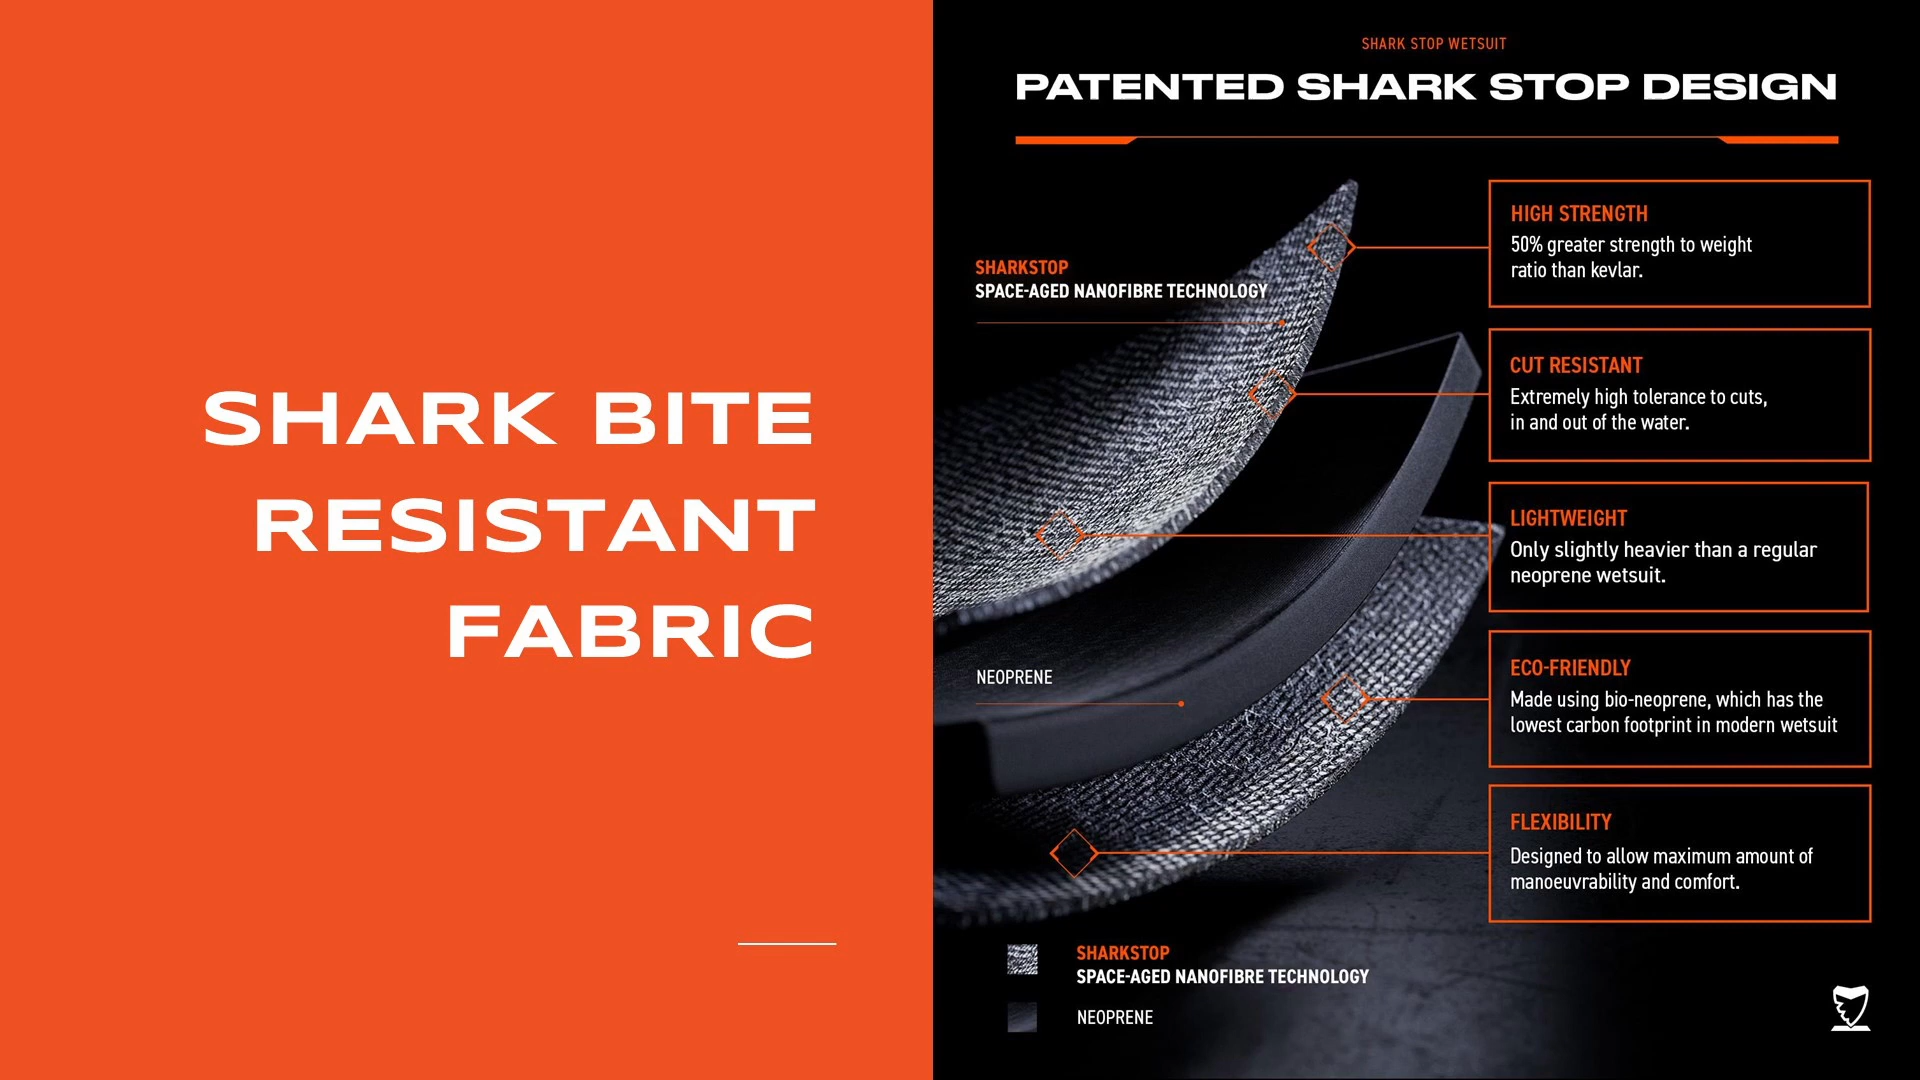 SHARK BITE
RESISTANT
FABRIC
SHARK STOP WETSUIT
PATENTED SHARK STOP DESIGN
SHARKSTOP
SPACE-AGED NANOFIBRE TECHNOLOGY
NEOPRENE
HIGH STRENGTH
50% greater strength to weight
ratio than kevlar.
CUT RESISTANT
Extremely high tolerance to cuts,
in and out of the water.
LIGHTWEIGHT
Only slightly heavier than a regular
neoprene wetsuit.
ECO-FRIENDLY
Made using bio-neoprene, which has the
lowest carbon footprint in modern wetsuit
FLEXIBILITY
Designed to allow maximum amount of
manoeuvrability and comfort.
SHARKSTOP
SPACE-AGED NANOFIBRE TECHNOLOGY
NEOPRENE